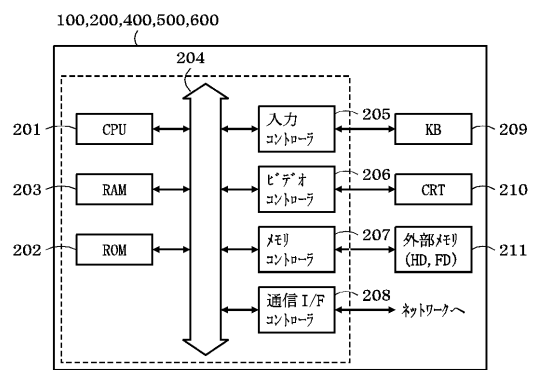 100,200,400,500,600
204
201
CPU
入力
コントローラ
205
KB
209
203
RAM
ビデオ
コントローラ
206
CRT
210
202
ROM
メモリ
コントローラ
207
外部メモリ
(HD, FD)
211
通信I/F
コントローラ
208
ネットワークへ